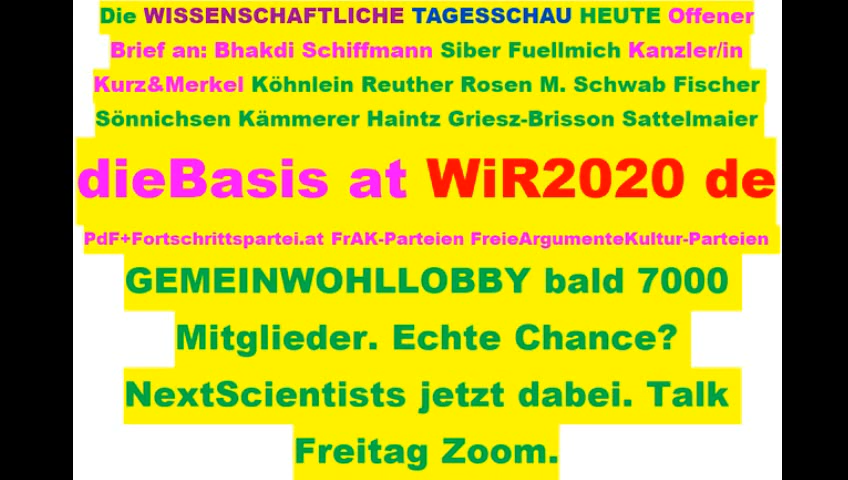 Die WISSENSCHAFTLICHE TAGESSCHAU HEUTE Offener
Brief an: Bhakdi Schiffmann Siber Fuellmich Kanzler/in
Kurz&Merkel Köhnlein Reuther Rosen M. Schwab Fischer
Sönnichsen Kämmerer Haintz Griesz-Brisson Sattelmaier
dieBasis at WiR2020 de
PdF+Fortschrittspartei.at FrAK-Parteien FreieArgumenteKultur-Parteien
GEMEINWOHLLOBBY bald 7000
Mitglieder. Echte Chance?
NextScientists jetzt dabei. Talk
Freitag Zoom.